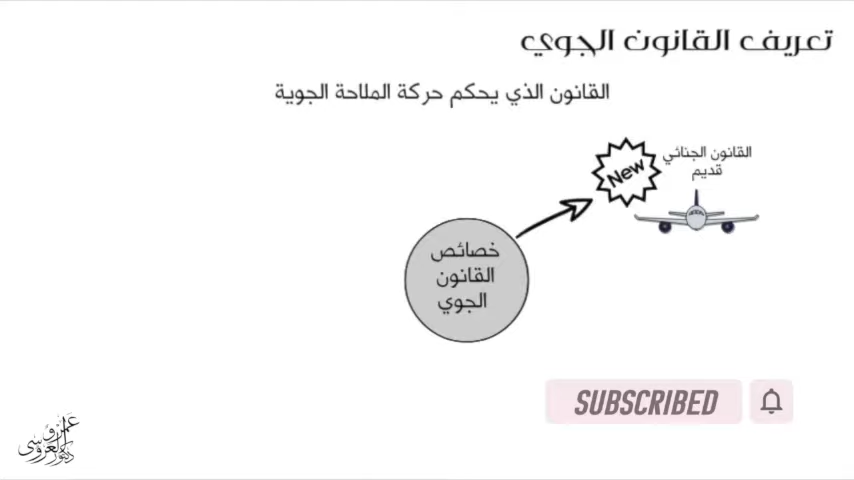 تعريف القانون الجوي
القانون الذي يحكم حركة الملاحة الجوية
القانون الجنائي
قديم
New
خصائص
القانون
الجوي
SUBSCRIBED